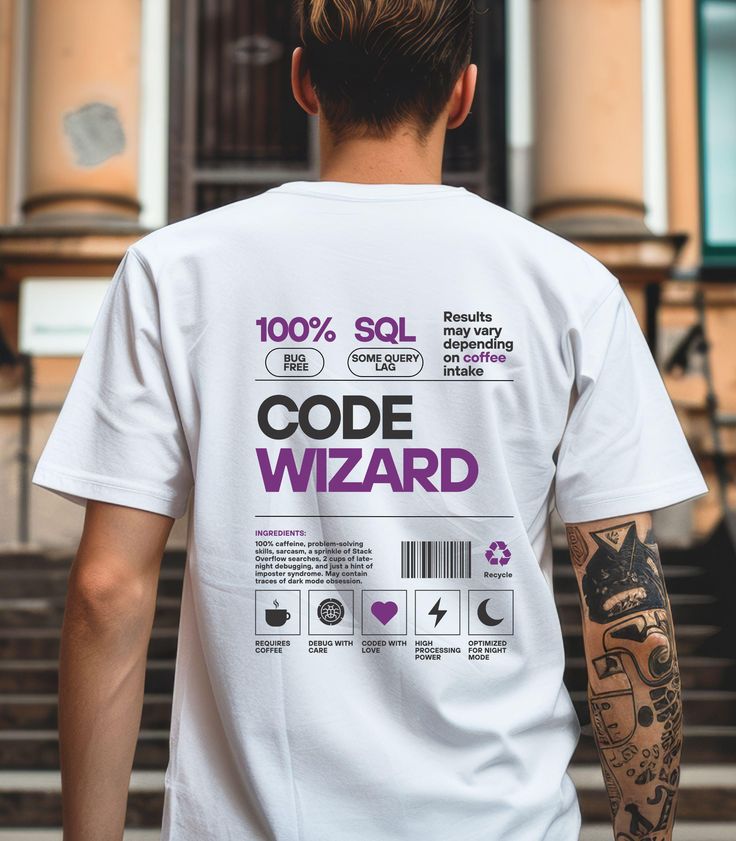 100%
BUG
FREE
SQL
SOME QUERY
LAG
Results
may vary
depending
on coffee
intake
CODE
WIZARD
INGREDIENTS:
100% caffeine, problem-solving
skills, sarcasm, a sprinkle of Stack
Overflow searches, 2 cups of late-
night debugging, and just a hint of
imposter syndrome. May contain
traces of dark mode obsession.
Recycle
REQUIRES
COFFEE
DEBUG WITH
CARE
CODED WITH
LOVE
HIGH
PROCESSING
POWER
OPTIMIZED
FOR NIGHT
MODE